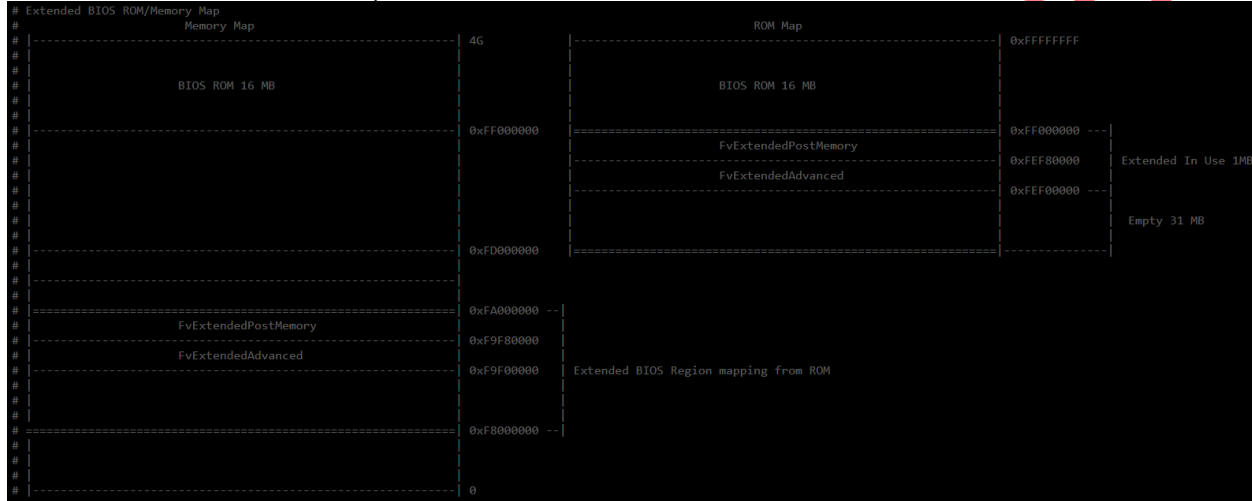 # Extended BIOS ROM/Memory Map
# Memory Map ROM Map
# |--------------------------------------------------------------| 4G |--------------------------------------------------------------| 0xFFFFFFFF
# | | | |
# | | | |
# | BIOS ROM 16 MB | | BIOS ROM 16 MB |
# | | | |
# | | | |
# |--------------------------------------------------------------| 0xFF000000 |==============================================================| 0xFF000000 ---|
# | | | FvExtendedPostMemory | |
# | | |--------------------------------------------------------------| 0xFEF80000 | Extended In Use 1MB
# | | | FvExtendedAdvanced | |
# | | |--------------------------------------------------------------| 0xFEF00000 ---|
# | | | | |
# | | | | | Empty 31 MB
# | | | | |
# |--------------------------------------------------------------| 0xFD000000 |==============================================================|---------------|
# | |
# |--------------------------------------------------------------|
# | |
# |==============================================================| 0xFA000000 --|
# | FvExtendedPostMemory | |
# |--------------------------------------------------------------| 0xF9F80000 |
# | FvExtendedAdvanced | |
# |--------------------------------------------------------------| 0xF9F00000 | Extended BIOS Region mapping from ROM
# | | |
# | | |
# | | |
# ==============================================================| 0xF8000000 --|
# | |
# | |
# | |
# |--------------------------------------------------------------| 0